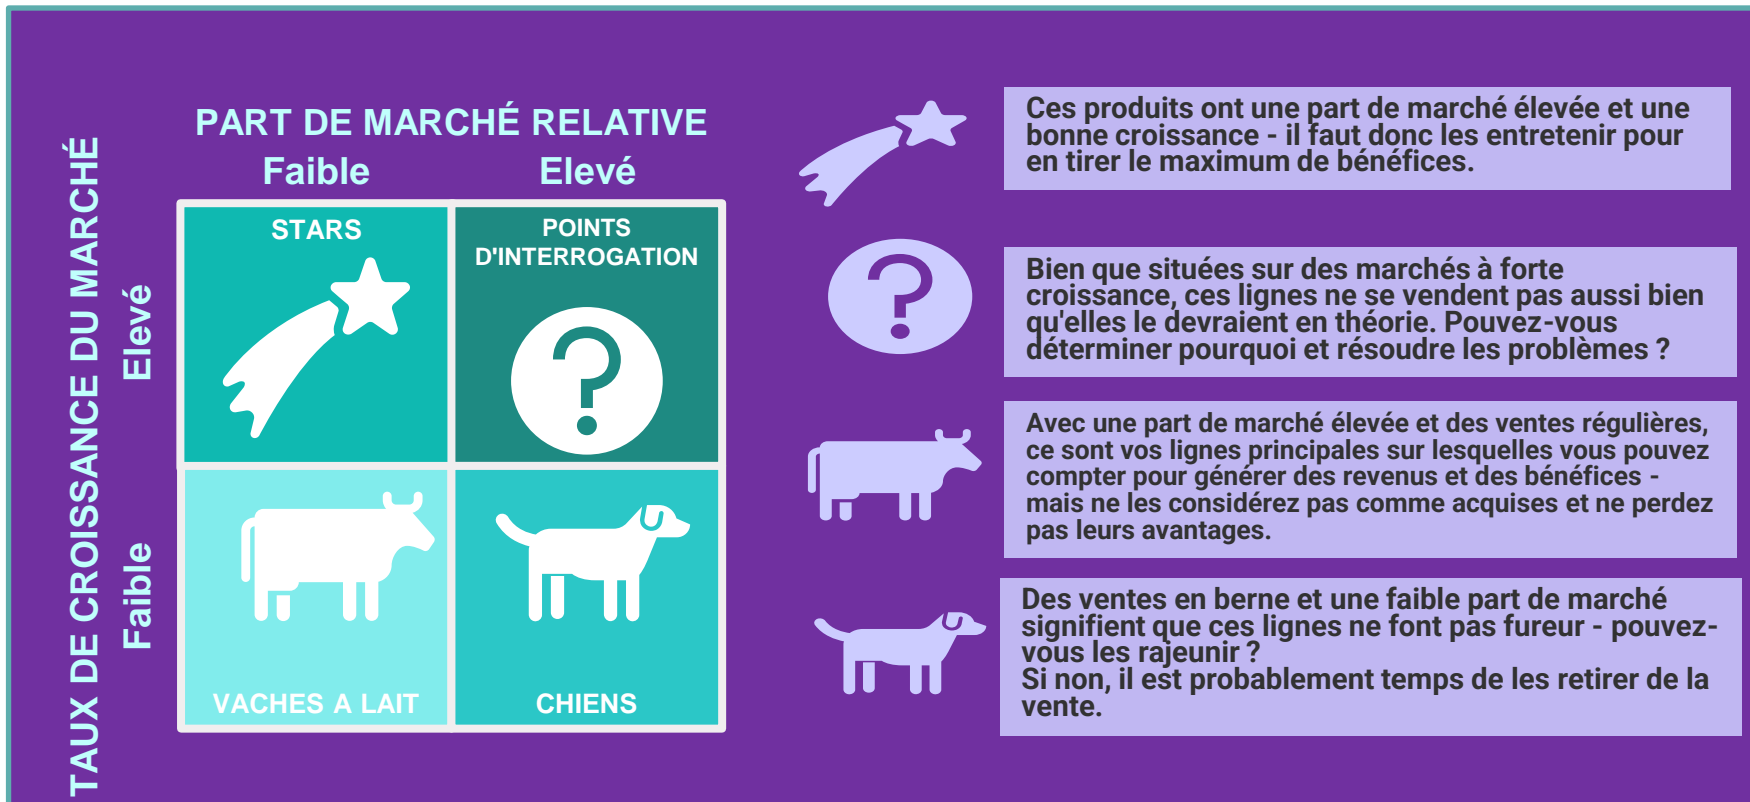 PART DE MARCHÉ RELATIVE
Faible
Elevé
TAUX DE CROISSANCE DU MARCHÉ
Elevé
Faible
STARS
POINTS
D'INTERROGATION
?
VACHES A LAIT
CHIENS
Ces produits ont une part de marché élevée et une
bonne croissance - il faut donc les entretenir pour
en tirer le maximum de bénéfices.
?
Bien que situées sur des marchés à forte
croissance, ces lignes ne se vendent pas aussi bien
qu'elles le devraient en théorie. Pouvez-vous
déterminer pourquoi et résoudre les problèmes ?
Avec une part de marché élevée et des ventes régulières,
ce sont vos lignes principales sur lesquelles vous pouvez
compter pour générer des revenus et des bénéfices -
mais ne les considérez pas comme acquises et ne perdez
pas leurs avantages.
Des ventes en berne et une faible part de marché
signifient que ces lignes ne font pas fureur - pouvez-
vous les rajeunir ?
Si non, il est probablement temps de les retirer de la
vente.